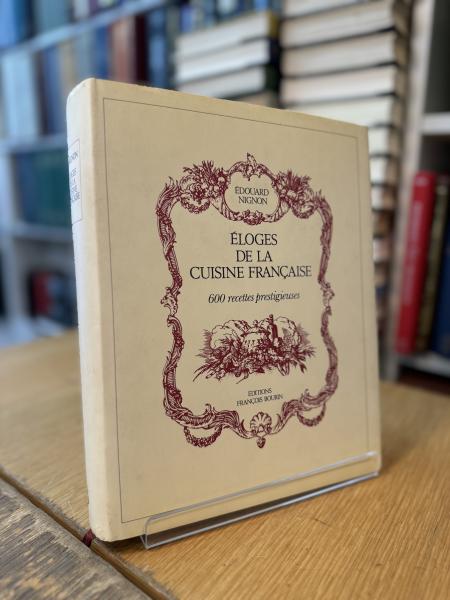 ÉDOUARD
NIGNON
ÉLOGES
DE LA
CUISINE FRANÇAISE
600 recettes prestigieuses
EDITIONS
FRANÇOIS BOURIN